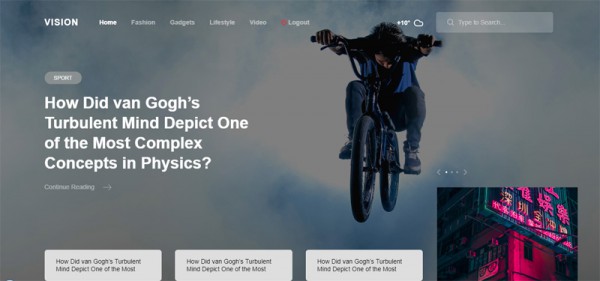 VISION
Home Fashion Gadgets Lifestyle Video Logout
+10°
Type to Search...
SPORT
How Did van Gogh's
Turbulent Mind Depict One
of the Most Complex
Concepts in Physics?
Continue Reading
How Did van Gogh's Turbulent
Mind Depict One of the Most
How Did van Gogh's Turbulent
Mind Depict One of the Most
How Did van Gogh's Turbulent
Mind Depict One of the Most
深圳